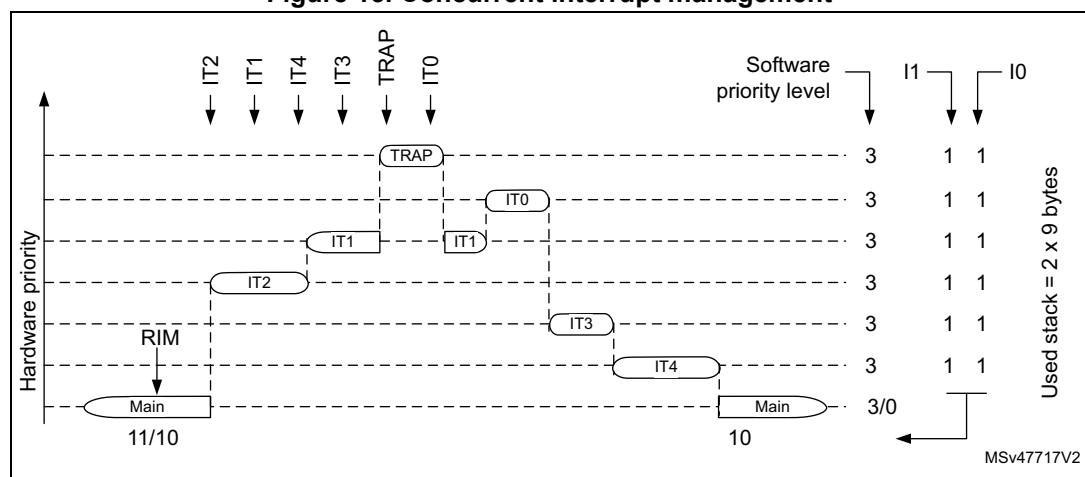 Figure 16. Concurrent interrupt management
IT2
IT1
IT4
IT3
TRAP
IT0
Software
priority level
I1
I0
TRAP
3
1 1
IT0
3
1 1
IT1
IT1
3
1 1
IT2
3
1 1
IT3
3
1 1
RIM
IT4
3
1 1
Main
Main
3/0
11/10
10
Hardware priority
Used stack = 2 x 9 bytes
MSv47717V2